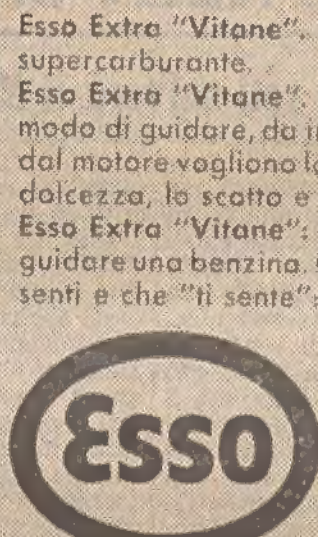 Esso Extra "Vitane".
supercarburante.
Esso Extra "Vitane".
modo di guidare, da
dal motore vogliono
dolcezza, lo scatto e
Esso Extra "Vitane":
guidare una benzina.
senti e che "ti sente":
Esso